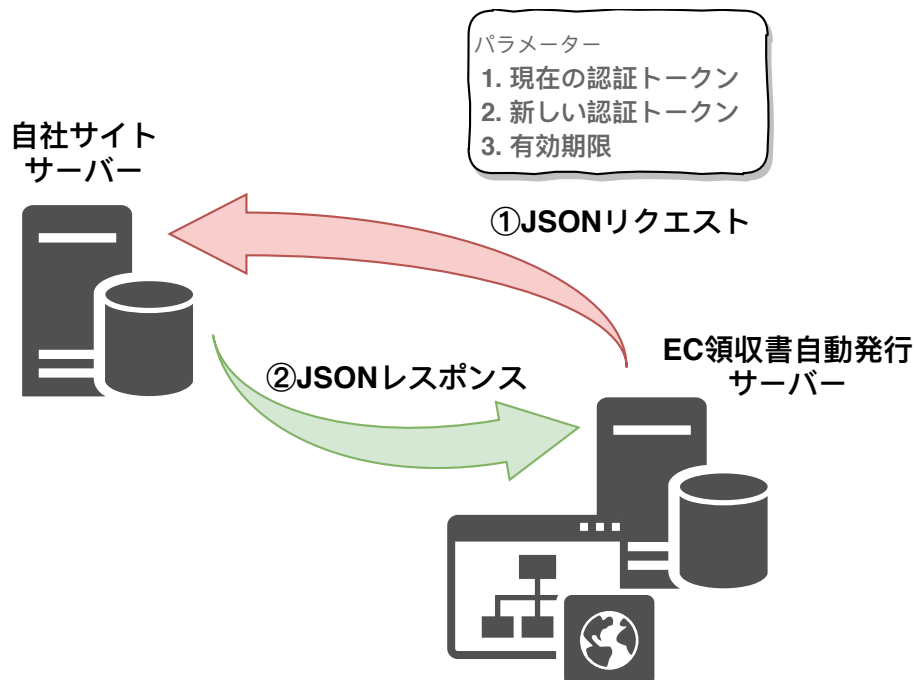 パラメーター
1. 現在の認証トークン
2. 新しい認証トークン
3. 有効期限
自社サイト
サーバー
①JSONリクエスト
②JSONレスポンス
EC領収書自動発行
サーバー